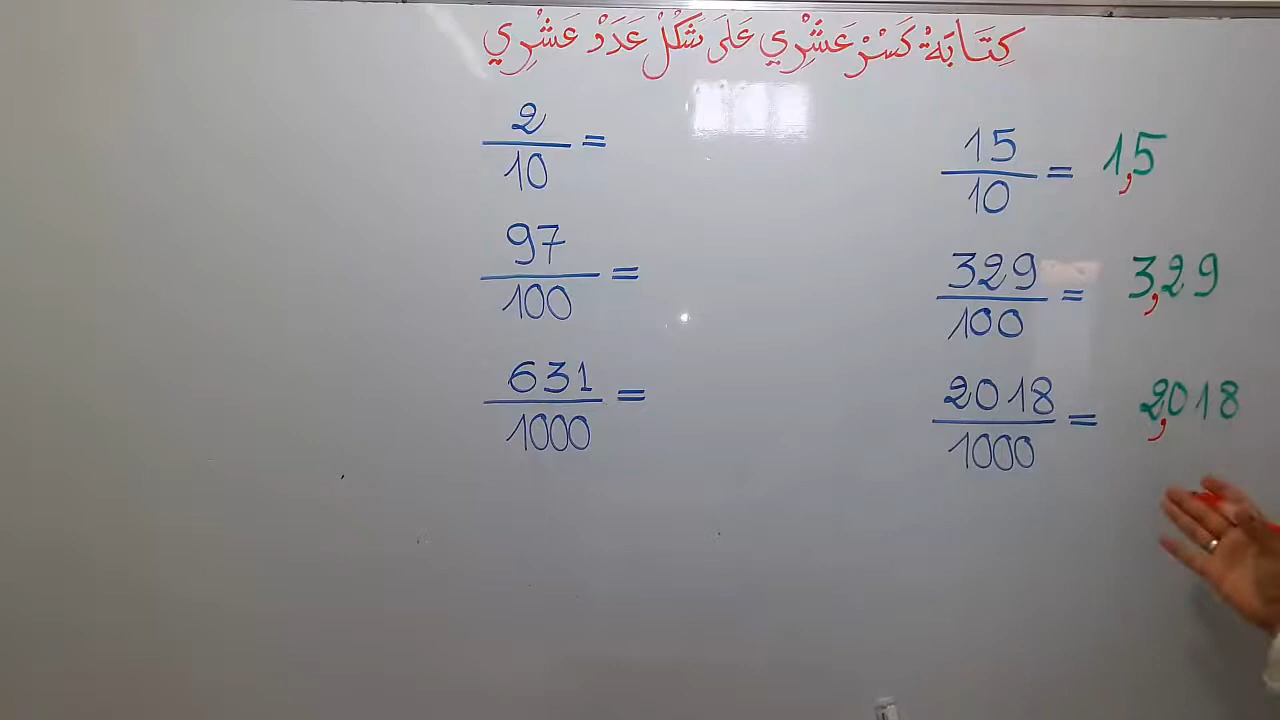 كِتَابَةْ كَسْرْ عَشْرِي عَلَى شَكْلْ عَدَدْ عَشْرِي
15/10 = 1,5
329/100 = 3,29
2018/1000 = 2,018
2/10 =
97/100 =
631/1000 =